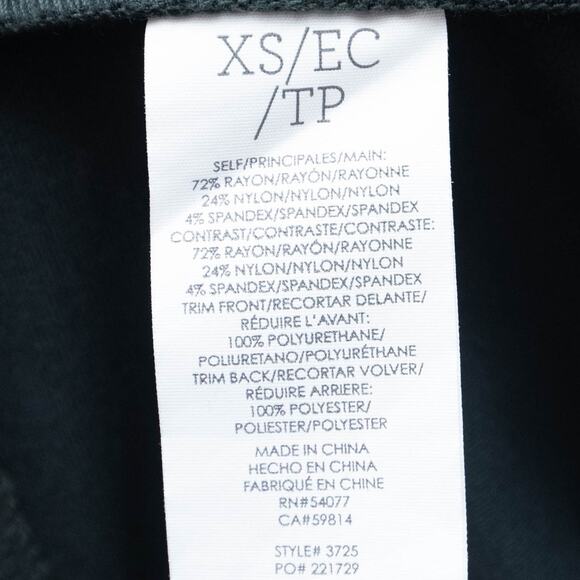 XS/EC
/TP
SELF/PRINCIPALES/MAIN:
72% RAYON/RAYÓN/RAYONNE
24% NYLON/NYLON/NYLON
4% SPANDEX/SPANDEX/SPANDEX
CONTRAST/CONTRASTE/CONTRASTE:
72% RAYON/RAYÓN/RAYONNE
24% NYLON/NYLON/NYLON
4% SPANDEX/SPANDEX/SPANDEX
TRIM FRONT/RECORTAR DELANTE/
RÉDUIRE L'AVANT:
100% POLYURETHANE/
POLIURETANO/POLYURÉTHANE
TRIM BACK/RECORTAR VOLVER/
RÉDUIRE ARRIERE:
100% POLYESTER/
POLIESTER/POLYESTER
MADE IN CHINA
HECHO EN CHINA
FABRIQUÉ EN CHINE
RN#54077
CA#59814
STYLE# 3725
PO# 221729